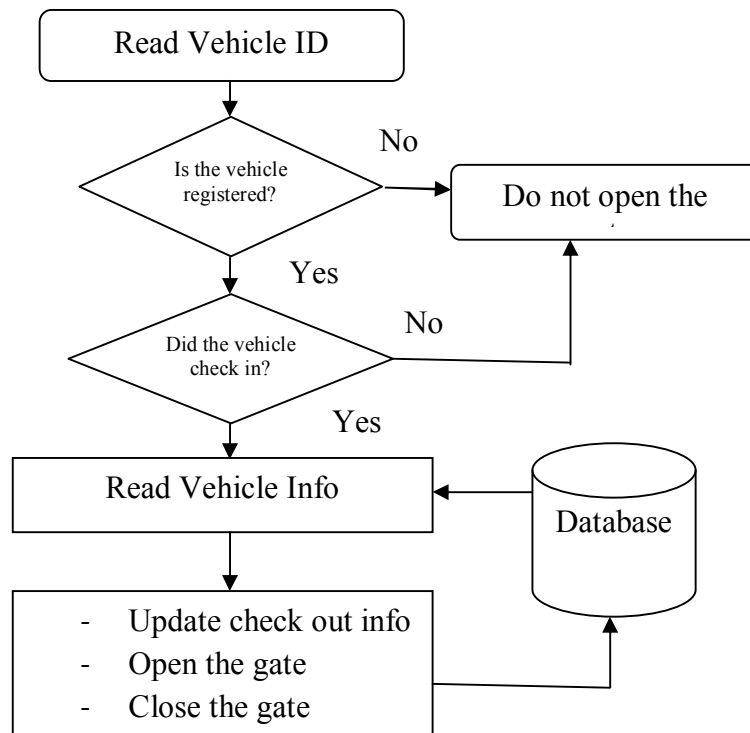 Read Vehicle ID
No
Is the vehicle
registered?
Do not open the
Yes
No
Did the vehicle
check in?
Yes
Read Vehicle Info
Database
- Update check out info
- Open the gate
- Close the gate